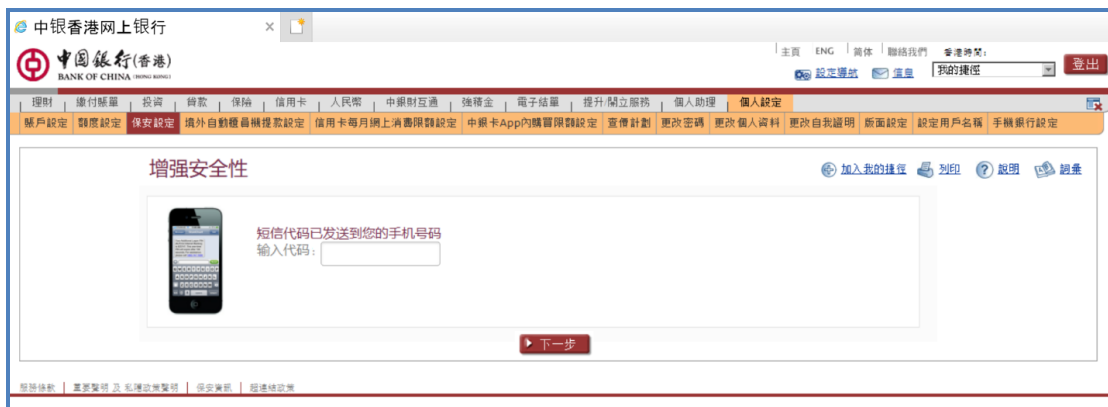 中银香港网上银行
主頁 ENG 简体 聯絡我們 香港時間:
中國銀行(香港)
BANK OF CHINA (HONG KONG)
設定導航 信息 我的捷徑 登出
理財 繳付賬單 投資 貸款 保險 信用卡 人民幣 中銀財互通 強積金 電子結單 提升/開立服務 個人助理 個人設定
賬戶設定 額度設定 保安設定 境外自動櫃員機提款設定 信用卡每月網上消費限額設定 中銀卡App內購買限額設定 宣傳計劃 更改密碼 更改個人資料 更改自我證明 版面設定 設定用戶名稱 手機銀行設定
增强安全性
加入我的捷徑 列印 說明 詞彙
短信代码已发送到您的手机号码
输入代码:
下一步
服務條款 重要聲明 及 私隱政策聲明 保安資訊 超連結政策